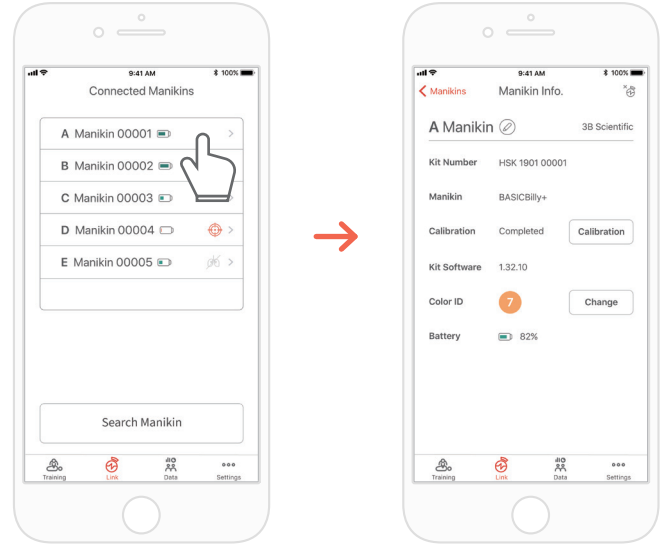 9:41 AM
100%
Connected Manikins
A Manikin 00001
B Manikin 00002
C Manikin 00003
D Manikin 00004
E Manikin 00005
Search Manikin
Training Link Data Settings
9:41 AM
100%
Manikins Manikin Info.
A Manikin 3B Scientific
Kit Number HSK 1901 00001
Manikin BASICBilly+
Calibration Completed Calibration
Kit Software 1.32.10
Color ID 7 Change
Battery 82%
Training Link Data Settings